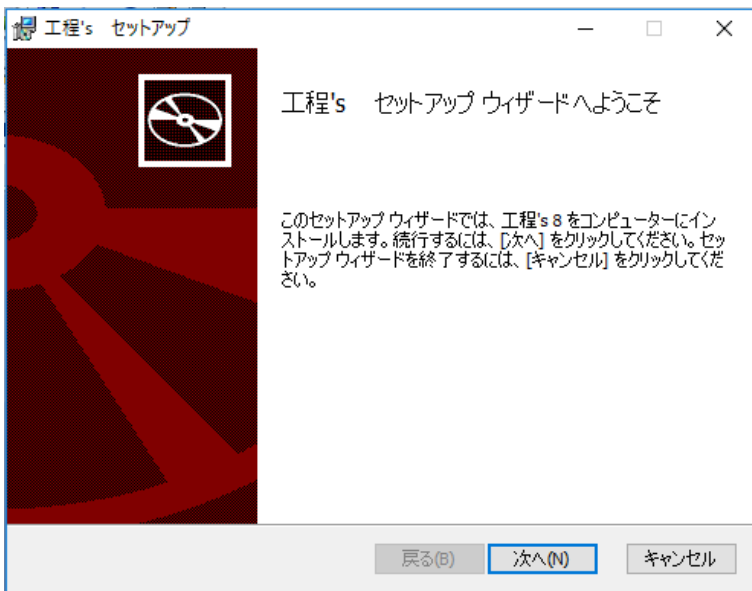 工程's セットアップ
工程's セットアップ ウィザードへようこそ
このセットアップ ウィザードでは、工程's 8 をコンピューターにイン
ストールします。続行するには、[次へ] をクリックしてください。セッ
トアップ ウィザードを終了するには、[キャンセル] をクリックしてくだ
さい。
戻る(B) 次へ(N) キャンセル